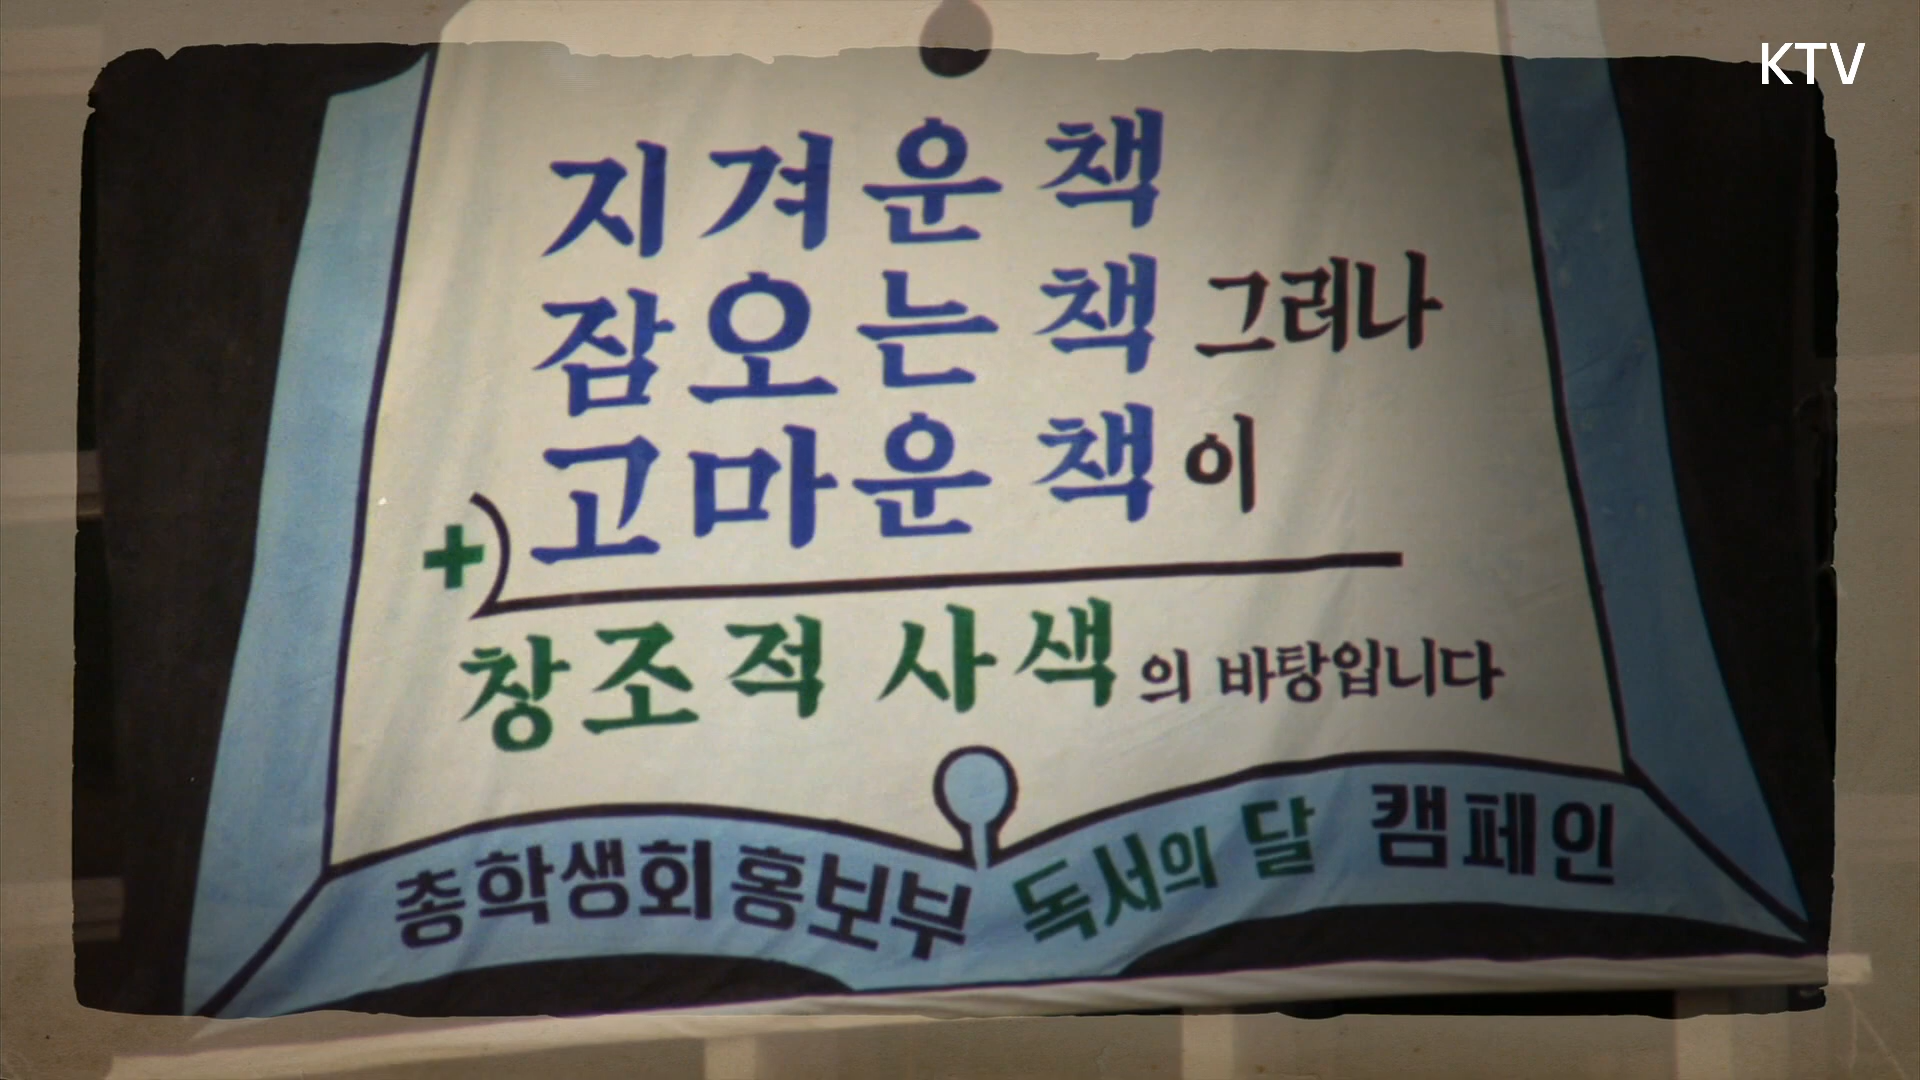 KTV
지겨운 책
잠오는 책 그러나
고마운 책이
+
창조적 사색의 바탕입니다
총학생회 홍보부 독서의 달 캠페인